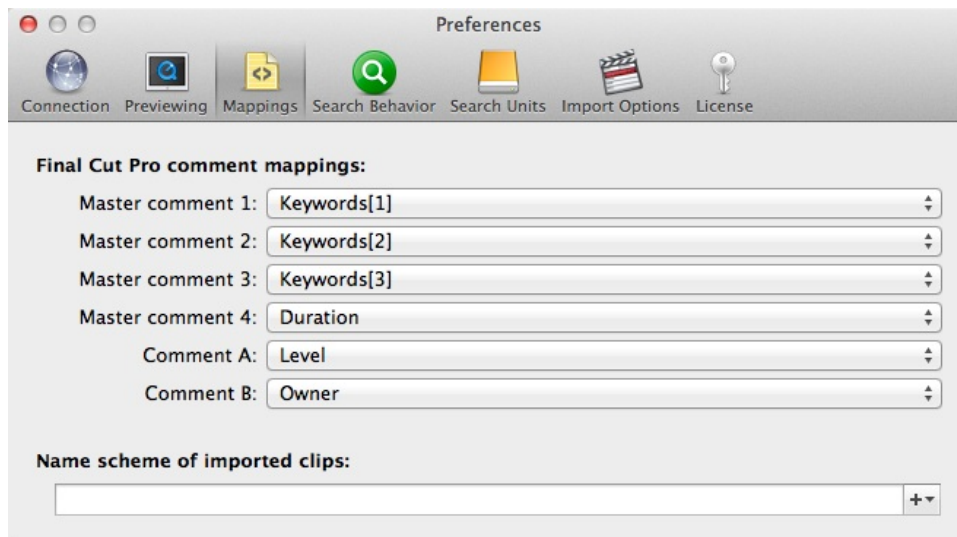 Preferences
Connection Previewing Mappings Search Behavior Search Units Import Options License
Final Cut Pro comment mappings:
Master comment 1: Keywords[1]
Master comment 2: Keywords[2]
Master comment 3: Keywords[3]
Master comment 4: Duration
Comment A: Level
Comment B: Owner
Name scheme of imported clips: